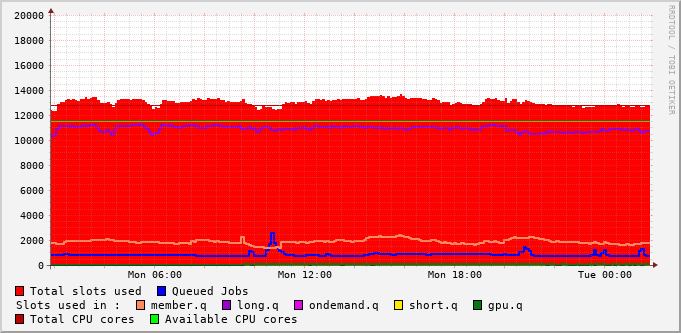 20000
18000
16000
14000
12000
10000
8000
6000
4000
2000
0
Mon 06:00 Mon 12:00 Mon 18:00 Tue 00:00
Total slots used Queued Jobs
Slots used in : member.q long.q ondemand.q short.q gpu.q
Total CPU cores Available CPU cores
RRDTOOL / TOBI OETIKER